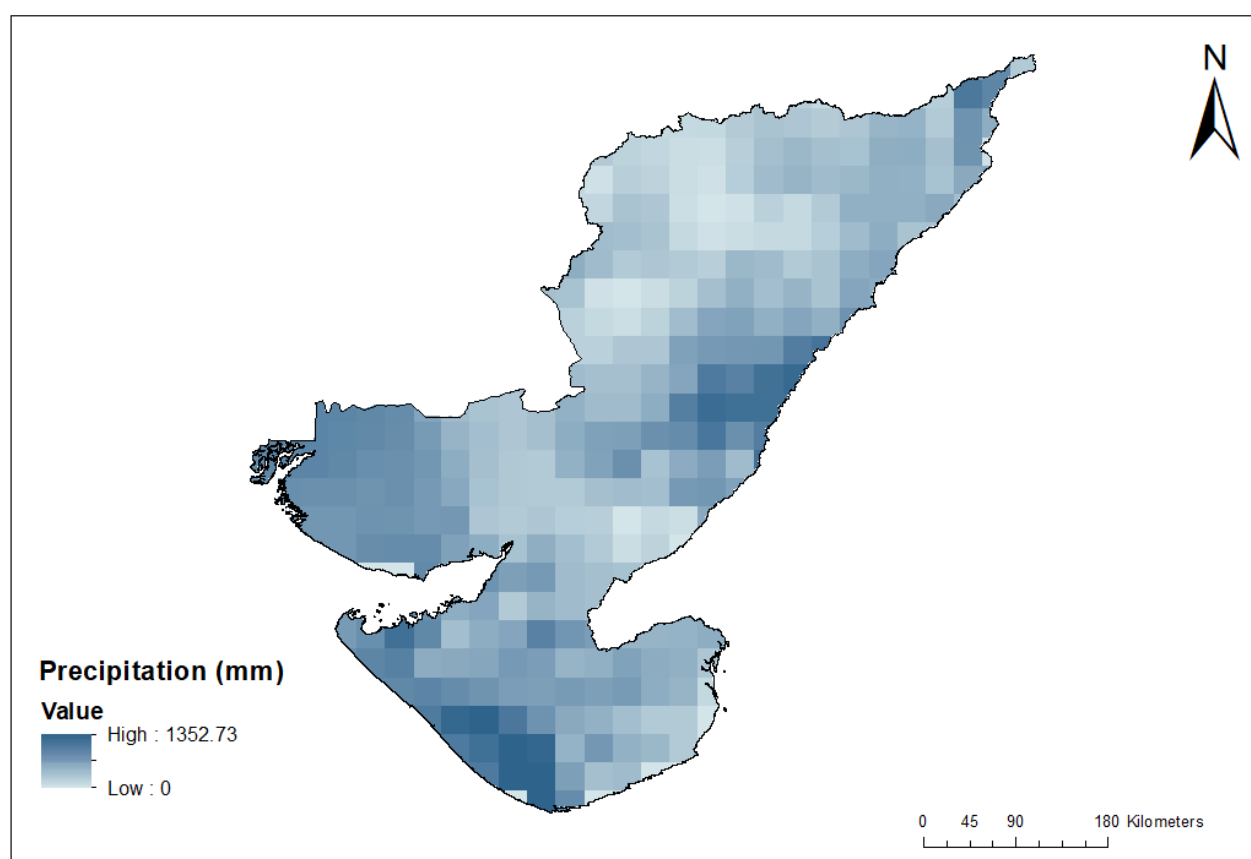 N
Precipitation (mm)
Value
High : 1352.73
Low : 0
0 45 90 180 Kilometers